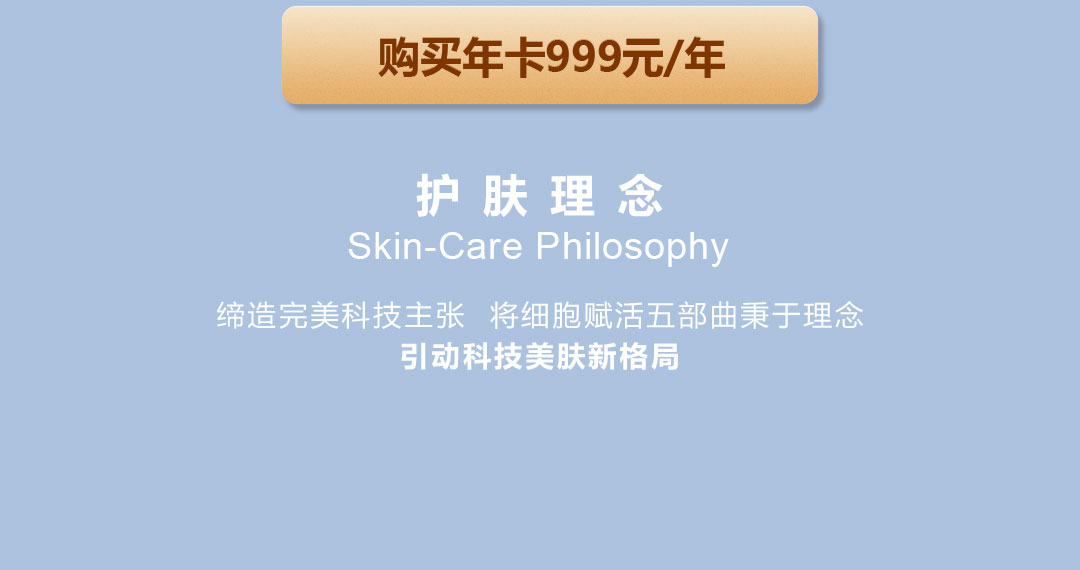 购买年卡999元/年
护肤理念
Skin-Care Philosophy
缔造完美科技主张 将细胞赋活五部曲秉于理念
引动科技美肤新格局